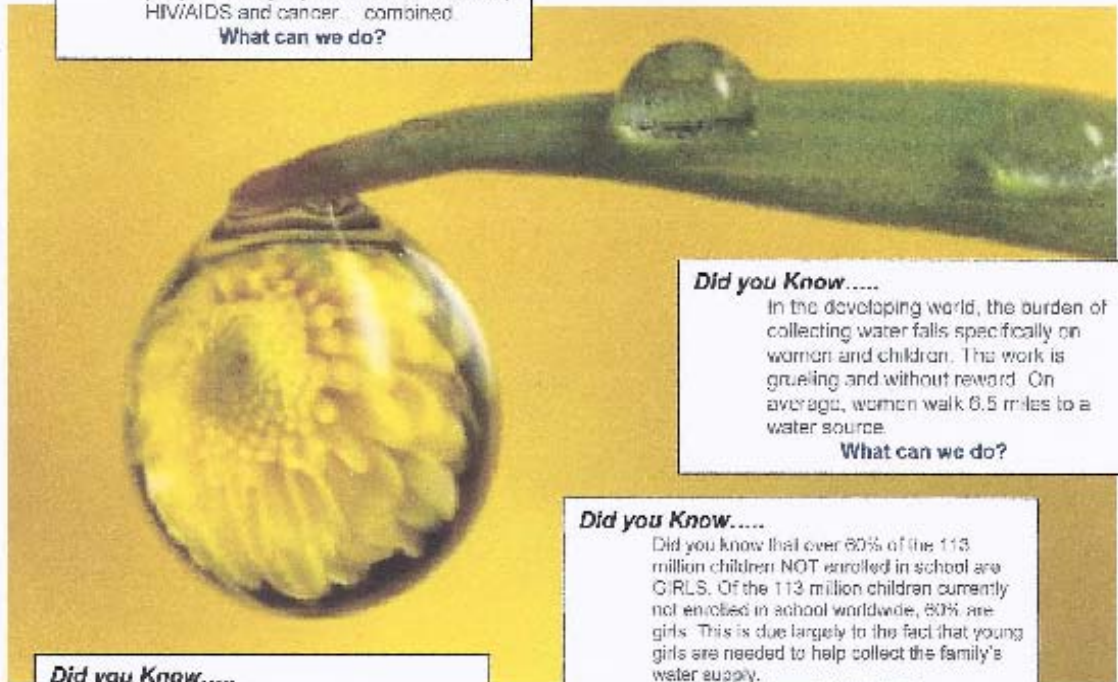 HIV/AIDS and cancer... combined.
What can we do?
Did you Know.....
In the developing world, the burden of
collecting water falls specifically on
women and children. The work is
grueling and without reward. On
average, women walk 6.5 miles to a
water source.
What can we do?
Did you Know.....
Did you know that over 60% of the 113
million children NOT enrolled in school are
GIRLS. Of the 113 million children currently
not enrolled in school worldwide, 60% are
girls. This is due largely to the fact that young
girls are needed to help collect the family's
water supply.
Did you Know.....